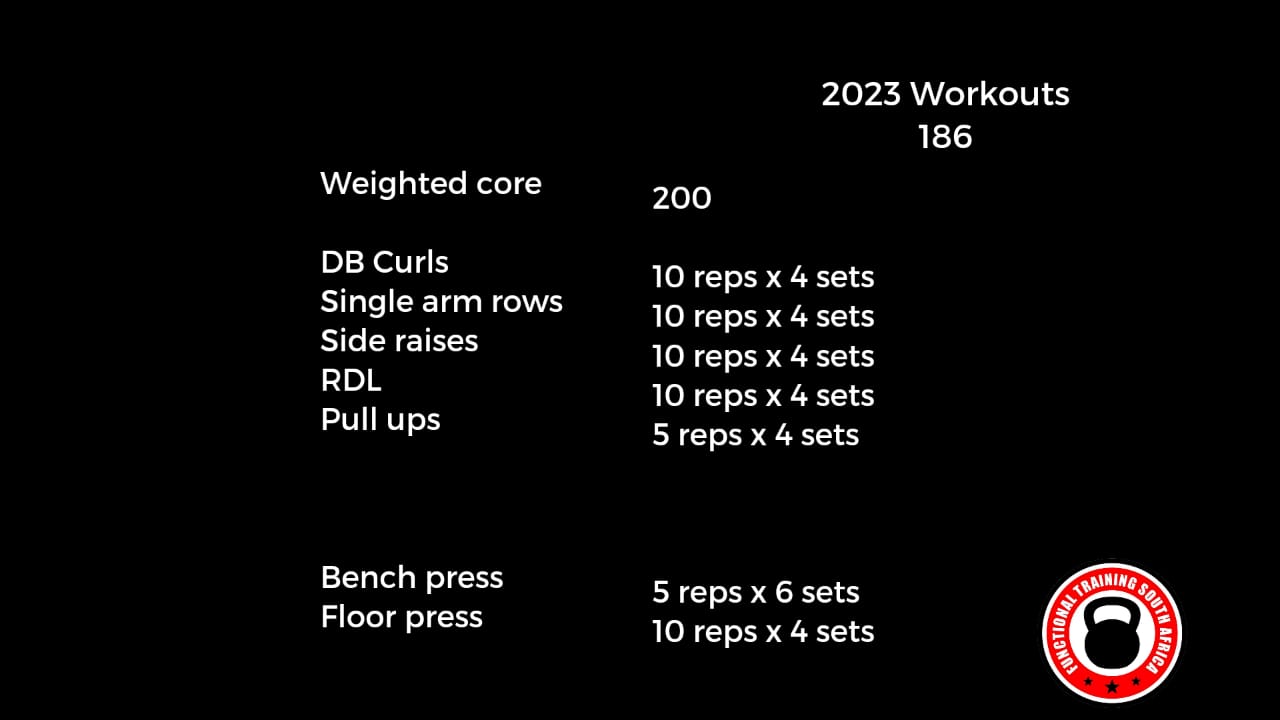 2023 Workouts
186
Weighted core 200
DB Curls 10 reps x 4 sets
Single arm rows 10 reps x 4 sets
Side raises 10 reps x 4 sets
RDL 10 reps x 4 sets
Pull ups 5 reps x 4 sets
Bench press 5 reps x 6 sets
Floor press 10 reps x 4 sets
FUNCTIONAL TRAINING SOUTH AFRICA